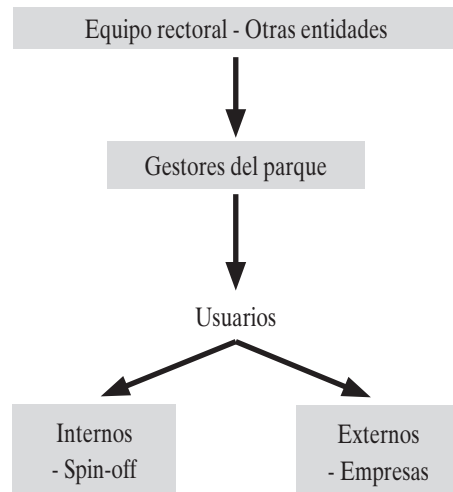 Equipo rectoral - Otras entidades
Gestores del parque
Usuarios
Internos
- Spin-off
Externos
- Empresas